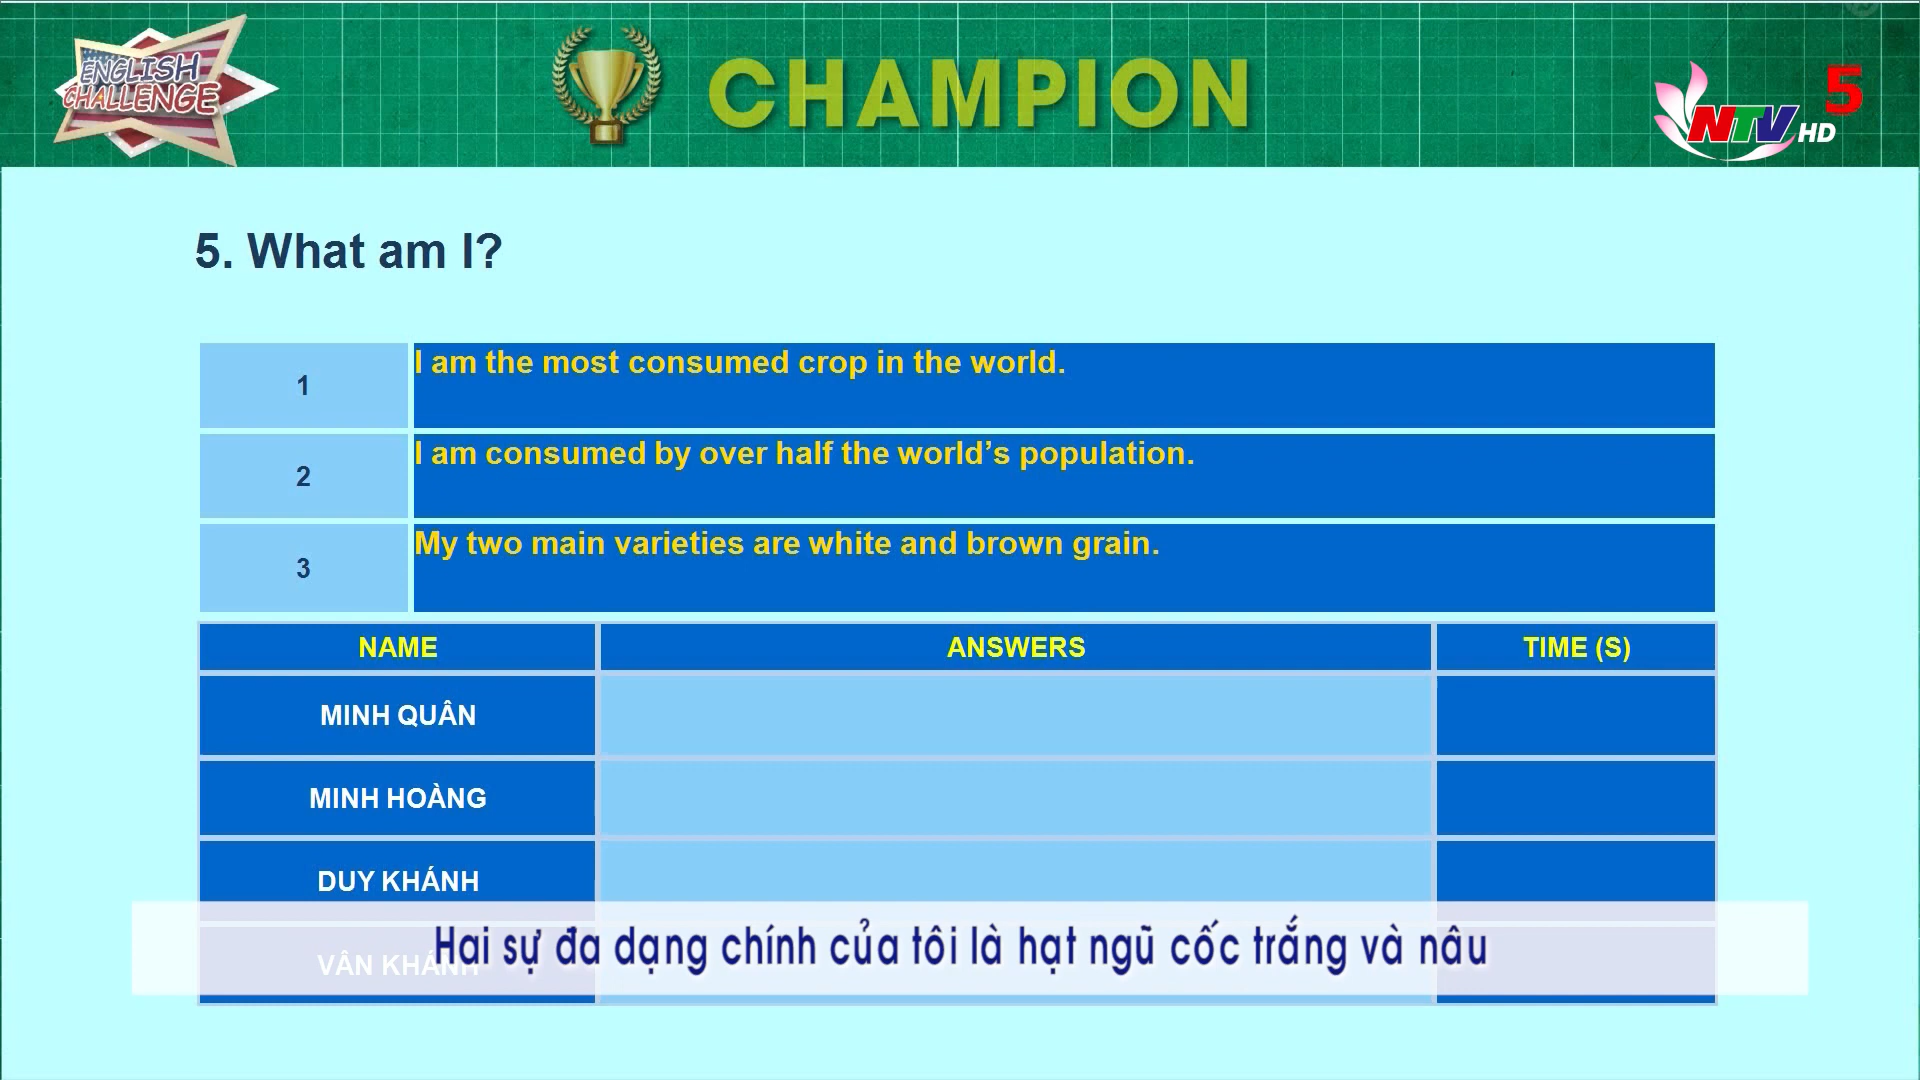 ENGLISH
CHALLENGE
CHAMPION
NTV HD
5
5. What am I?
1
I am the most consumed crop in the world.
2
I am consumed by over half the world’s population.
3
My two main varieties are white and brown grain.
NAME ANSWERS TIME (S)
MINH QUÂN
MINH HOÀNG
DUY KHÁNH
VÂN KHÁNH
Hai sự đa dạng chính của tôi là hạt ngũ cốc trắng và nâu